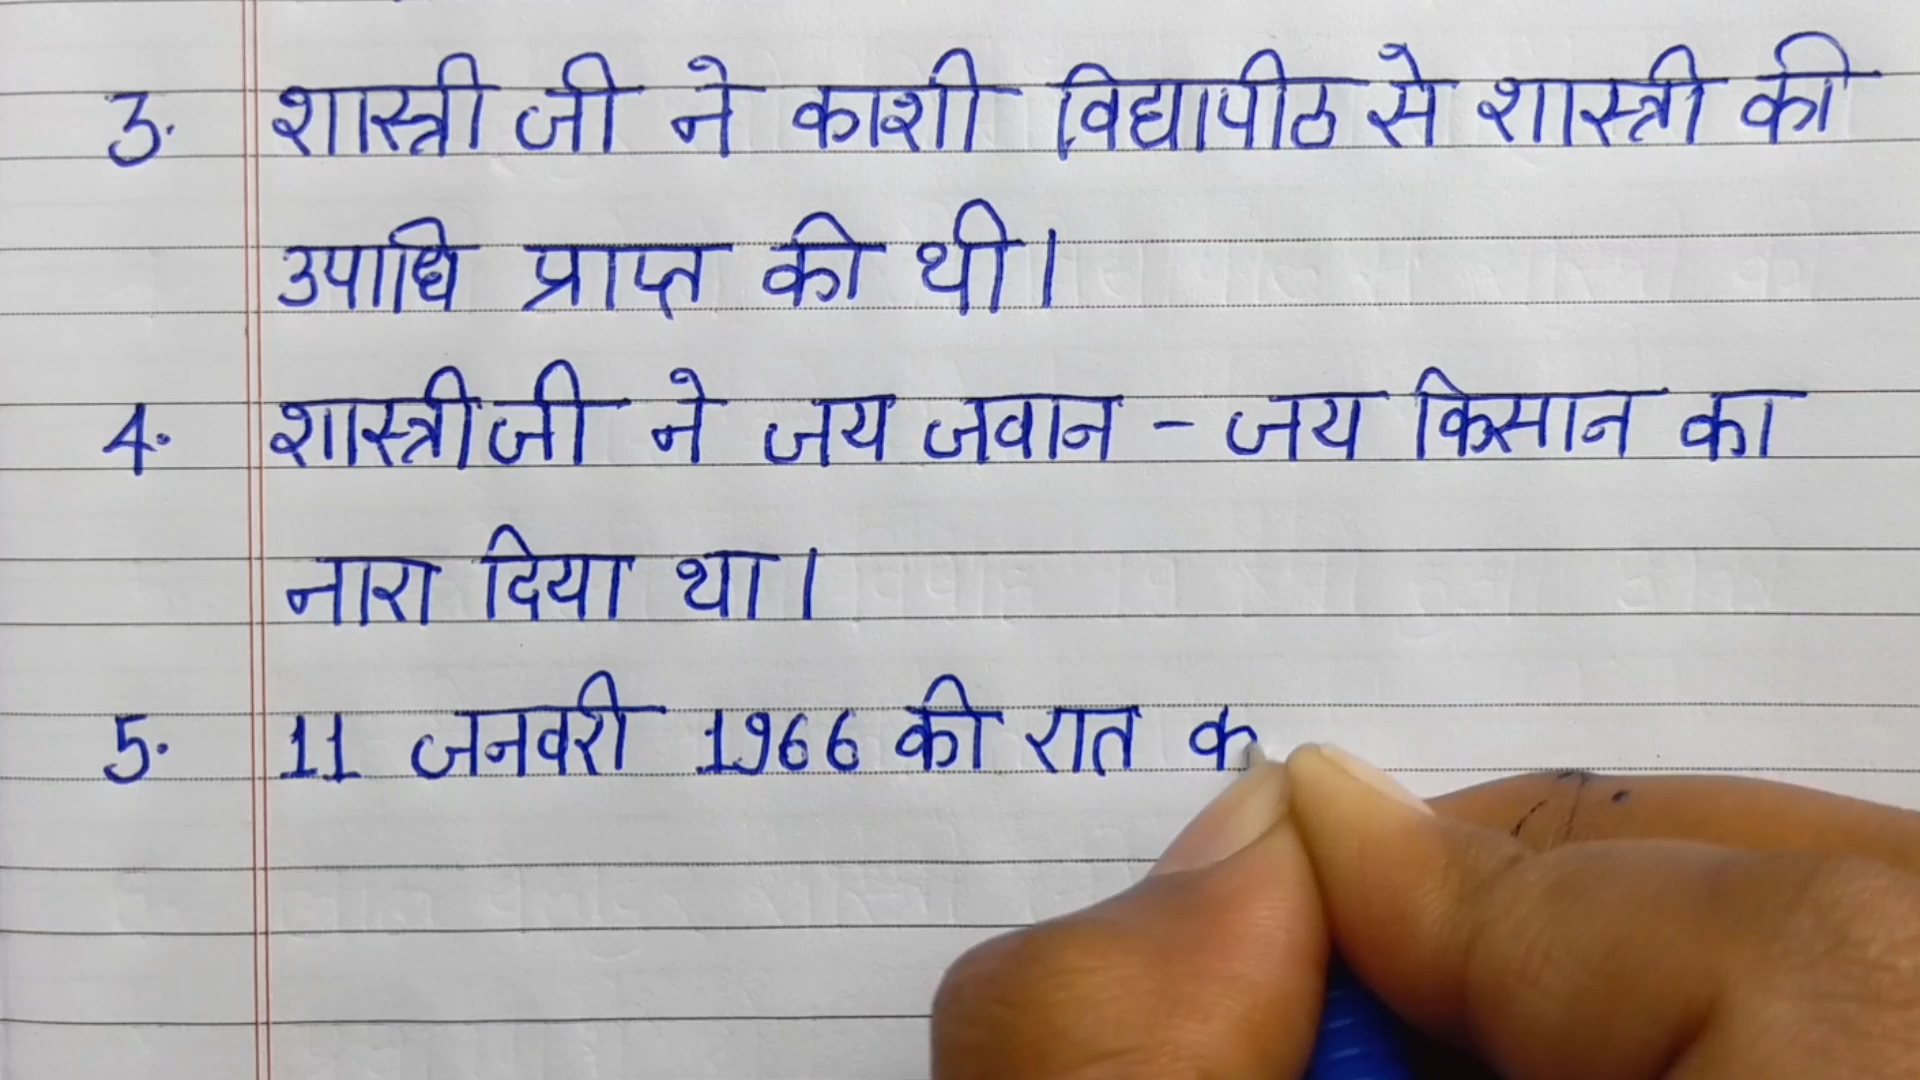 3. शास्त्री जी ने काशी विद्यापीठ से शास्त्री की
उपाधि प्राप्त की थी।
4. शास्त्रीजी ने जय जवान - जय किसान का
नारा दिया था।
5. 11 जनवरी 1966 की रात क